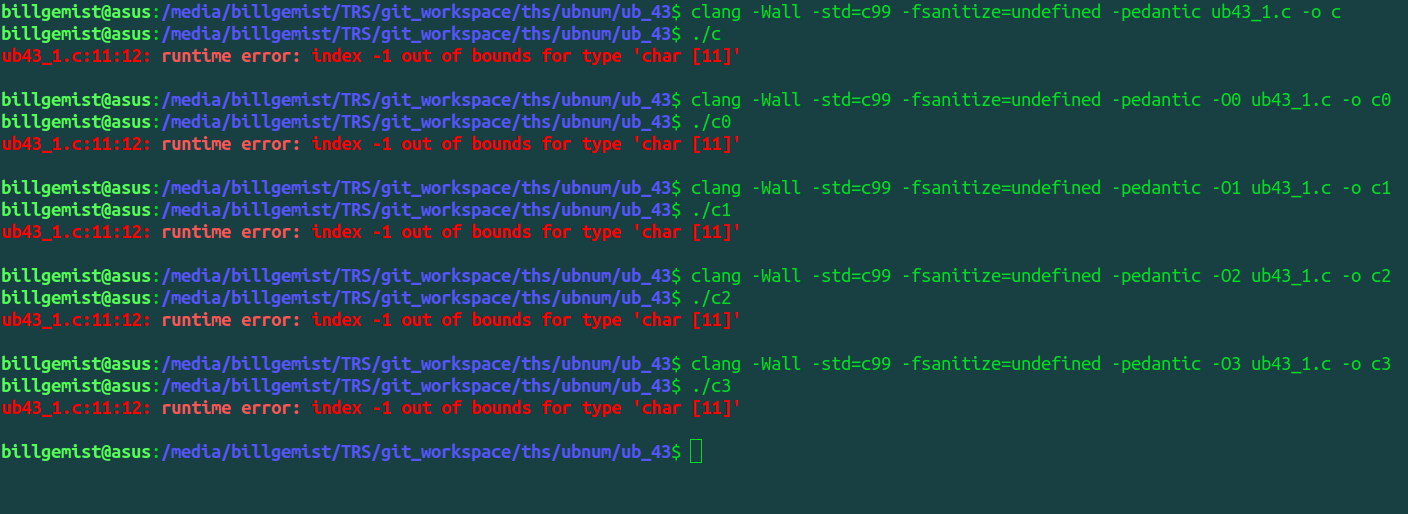 billgemist@asus:/media/billgemist/TRS/git_workspace/ths/ubnum/ub_43$ clang -Wall -std=c99 -fsanitize=undefined -pedantic ub43_1.c -o c
billgemist@asus:/media/billgemist/TRS/git_workspace/ths/ubnum/ub_43$ ./c
ub43_1.c:11:12: runtime error: index -1 out of bounds for type 'char [11]'
billgemist@asus:/media/billgemist/TRS/git_workspace/ths/ubnum/ub_43$ clang -Wall -std=c99 -fsanitize=undefined -pedantic -O0 ub43_1.c -o c0
billgemist@asus:/media/billgemist/TRS/git_workspace/ths/ubnum/ub_43$ ./c0
ub43_1.c:11:12: runtime error: index -1 out of bounds for type 'char [11]'
billgemist@asus:/media/billgemist/TRS/git_workspace/ths/ubnum/ub_43$ clang -Wall -std=c99 -fsanitize=undefined -pedantic -O1 ub43_1.c -o c1
billgemist@asus:/media/billgemist/TRS/git_workspace/ths/ubnum/ub_43$ ./c1
ub43_1.c:11:12: runtime error: index -1 out of bounds for type 'char [11]'
billgemist@asus:/media/billgemist/TRS/git_workspace/ths/ubnum/ub_43$ clang -Wall -std=c99 -fsanitize=undefined -pedantic -O2 ub43_1.c -o c2
billgemist@asus:/media/billgemist/TRS/git_workspace/ths/ubnum/ub_43$ ./c2
ub43_1.c:11:12: runtime error: index -1 out of bounds for type 'char [11]'
billgemist@asus:/media/billgemist/TRS/git_workspace/ths/ubnum/ub_43$ clang -Wall -std=c99 -fsanitize=undefined -pedantic -O3 ub43_1.c -o c3
billgemist@asus:/media/billgemist/TRS/git_workspace/ths/ubnum/ub_43$ ./c3
ub43_1.c:11:12: runtime error: index -1 out of bounds for type 'char [11]'
billgemist@asus:/media/billgemist/TRS/git_workspace/ths/ubnum/ub_43$